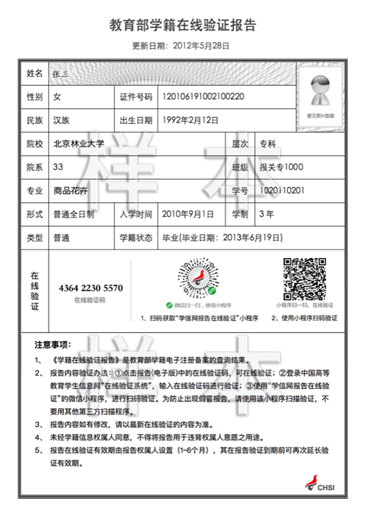 教育部学籍在线验证报告
更新日期：2012年5月28日
姓名 张三
性别 女 证件号码 120106191002100220
民族 汉族 出生日期 1992年2月12日
暂无照片数据
院校 北京林业大学 层次 专科
院系 33 班级 报关专1000
专业 商品花卉 学号 102010201
形式 普通全日制 入学时间 2010年9月1日 学制 3 年
类型 普通 学籍状态 毕业(毕业日期：2013年6月19日)
样本
在线验证
4364 2230 5570
在线验证码
微信扫一扫，使用小程序
小程序扫一扫，在线验证
1、扫码获取“学信网报告在线验证”小程序
2、使用小程序扫码验证
样本
注意事项：
1、《学籍在线验证报告》是教育部学籍电子注册备案的查询结果。
2、报告内容验证办法：①点击报告(电子版)中的在线验证码，可在线验证；②登录中国高等
教育学生信息网“在线验证系统”，输入在线验证码进行验证；③使用“学信网报告在线验
证”的微信小程序，进行扫码验证。为防止出现假冒报告，请使用该小程序扫描验证，不
要用其他第三方扫描程序。
3、报告内容如有修改，请以最新在线验证的内容为准。
4、未经学籍信息权属人同意，不得将报告用于违背权属人意愿之用途。
5、报告在线验证有效期由报告权属人设置（1-6个月），其在报告验证到期前可再次延长验
证有效期。
CHSI